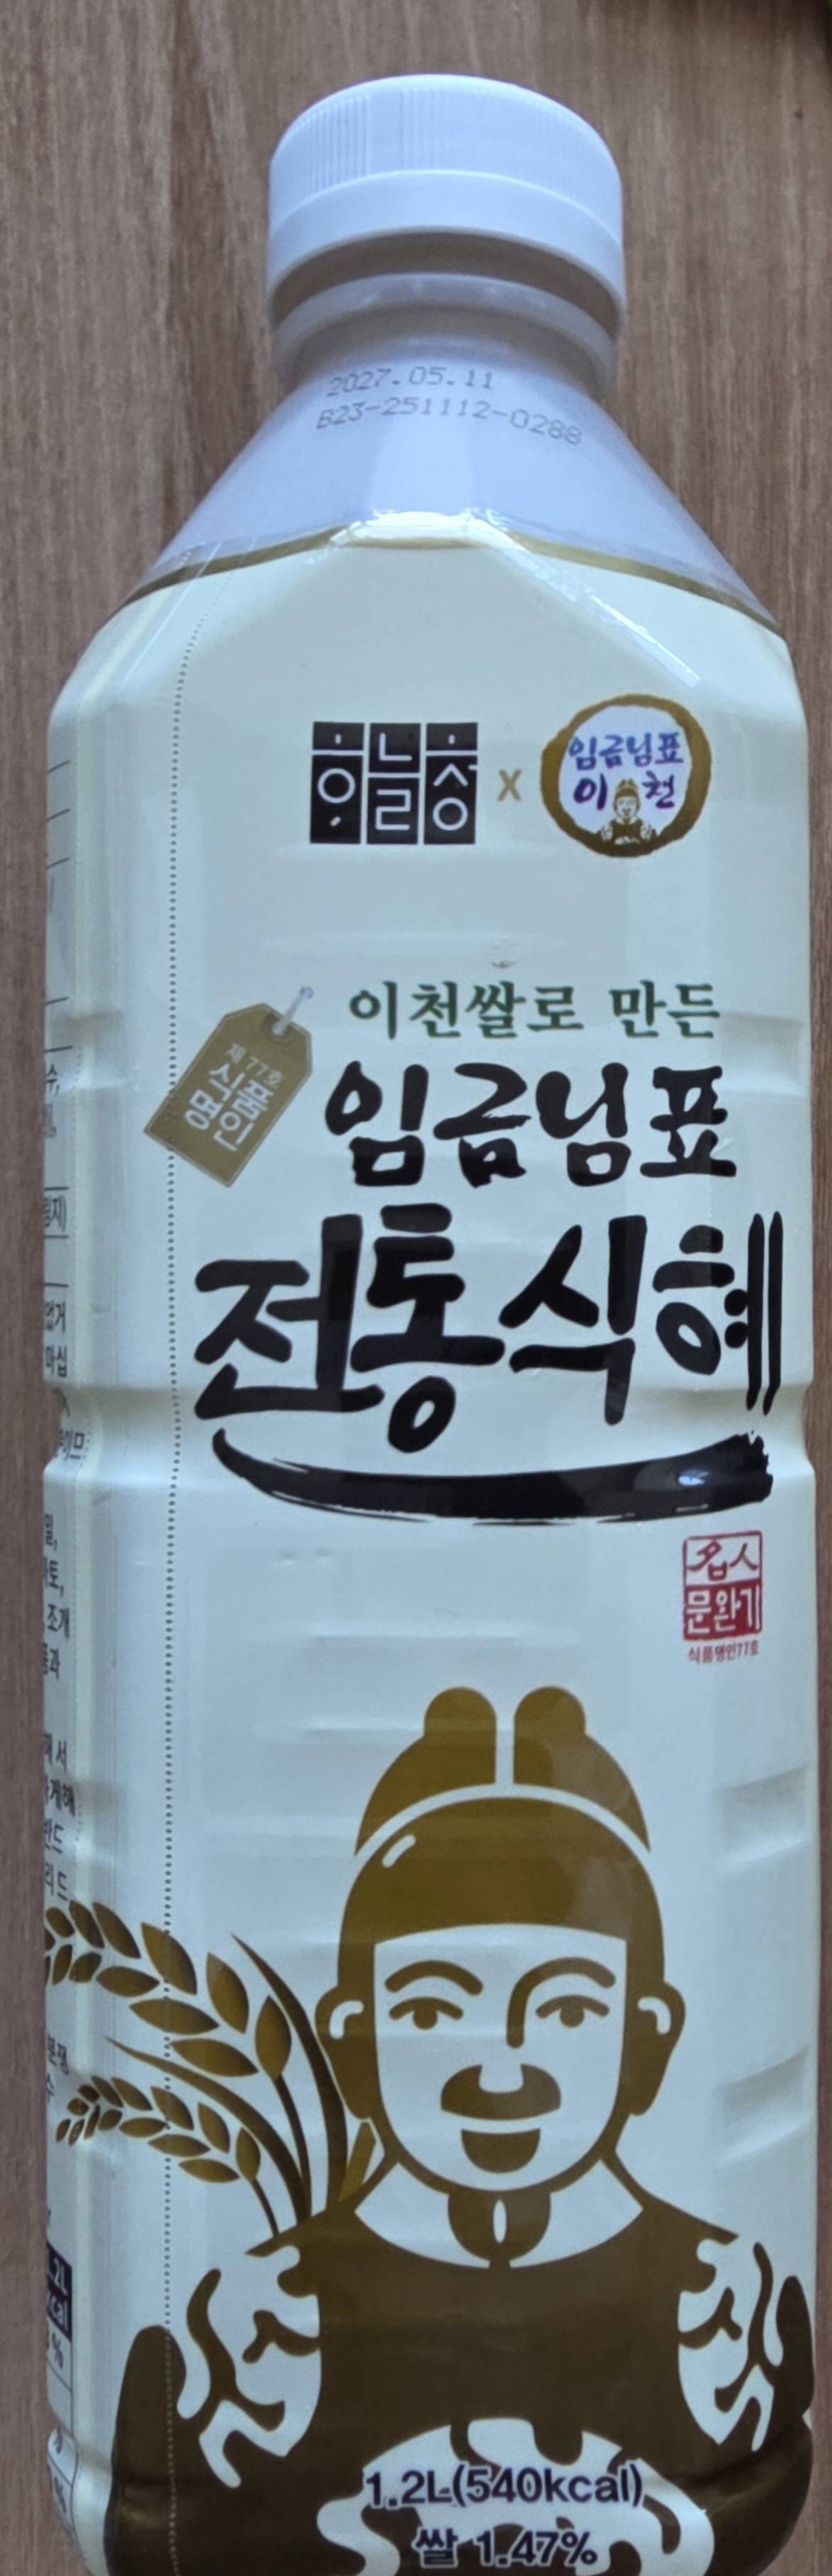 2027.05.11
B23-251112-0288
하늘청 X 임금님표
이천
이천쌀로 만든
제77호
식품
명인
임금님표
전통식혜
名人
문완기
식품명인77호
1.2L(540kcal)
쌀 1.47%